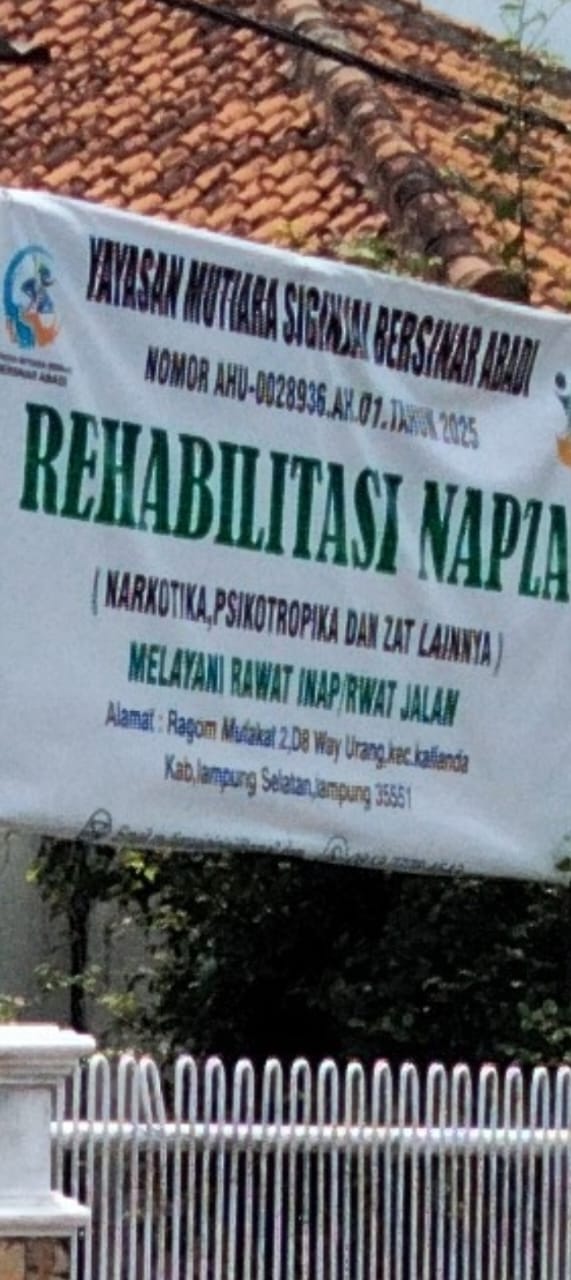 YAYASAN MUTIARA SIGINJAI BERSINAR ABADI
NOMOR AHU-0028936.AH.01.TAHUN 2025
REHABILITASI NAPZA
( NARKOTIKA,PSIKOTROPIKA DAN ZAT LAINNYA )
MELAYANI RAWAT INAP/RWAT JALAN
Alamat : Ragom Mufakat 2,D8 Way Urang,kec.kalianda
Kab,lampung Selatan,lampung 35551
BERSINAR ABADI